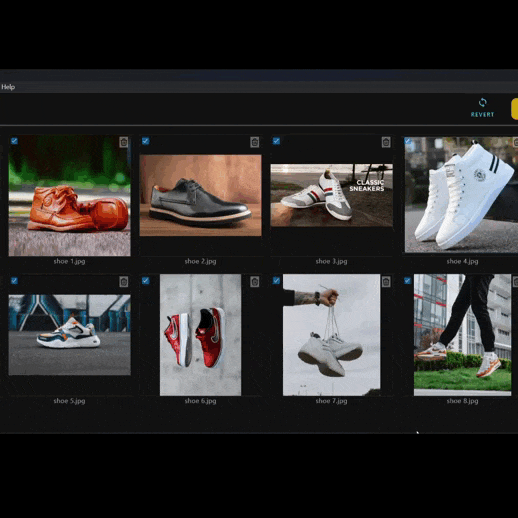 Help
REVERT
CLASSIC
SNEAKERS
shoe 1.jpg
shoe 2.jpg
shoe 3.jpg
shoe 4.jpg
shoe 5.jpg
shoe 6.jpg
shoe 7.jpg
shoe 8.jpg